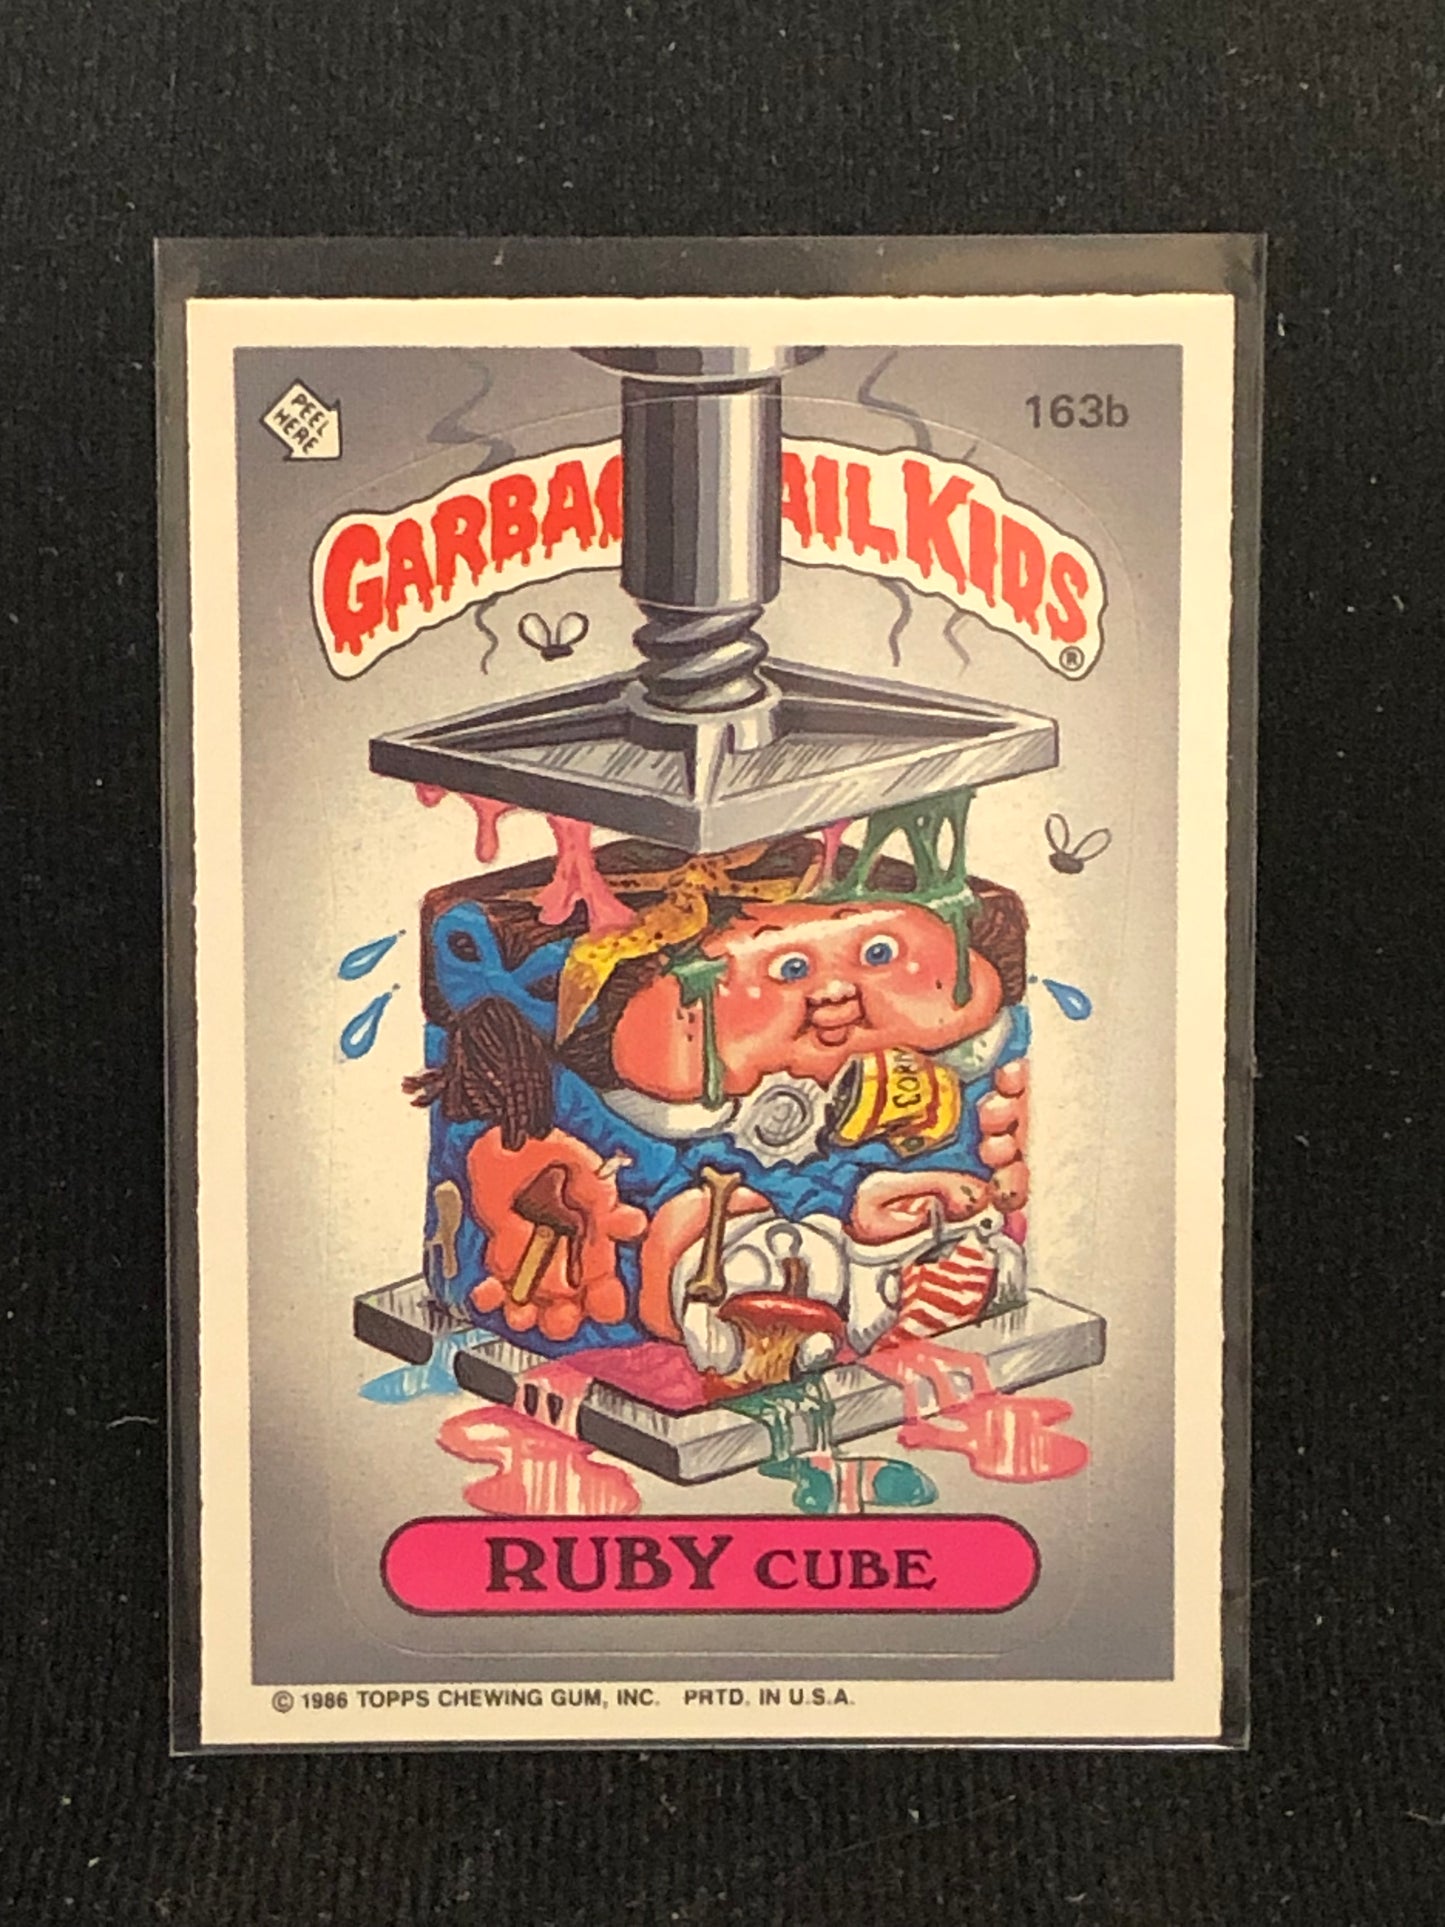 PEEL
HERE
163b
GARBAG AIL KIDS
®
CORN
RUBY CUBE
© 1986 TOPPS CHEWING GUM, INC. PRTD. IN U.S.A.